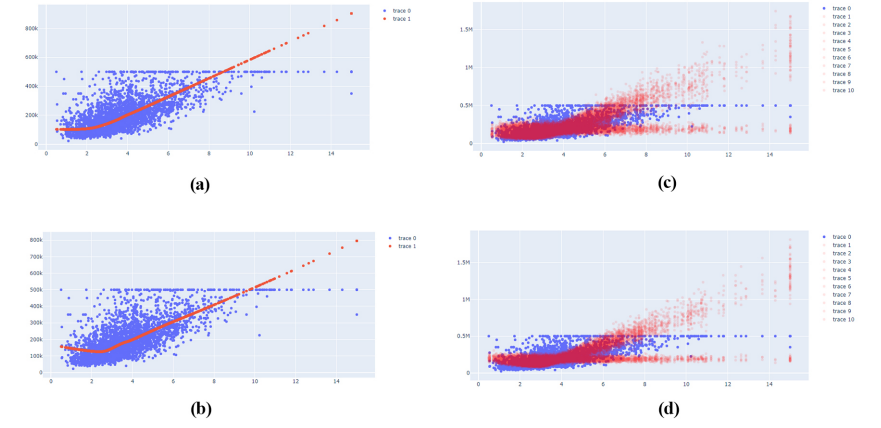 800k
600k
400k
200k
0
0 2 4 6 8 10 12 14
trace 0
trace 1
(a)
1.5M
1M
0.5M
0
0 2 4 6 8 10 12 14
trace 0
trace 1
trace 2
trace 3
trace 4
trace 5
trace 6
trace 7
trace 8
trace 9
trace 10
(c)
800k
700k
600k
500k
400k
300k
200k
100k
0
0 2 4 6 8 10 12 14
trace 0
trace 1
(b)
1.5M
1M
0.5M
0
0 2 4 6 8 10 12 14
trace 0
trace 1
trace 2
trace 3
trace 4
trace 5
trace 6
trace 7
trace 8
trace 9
trace 10
(d)